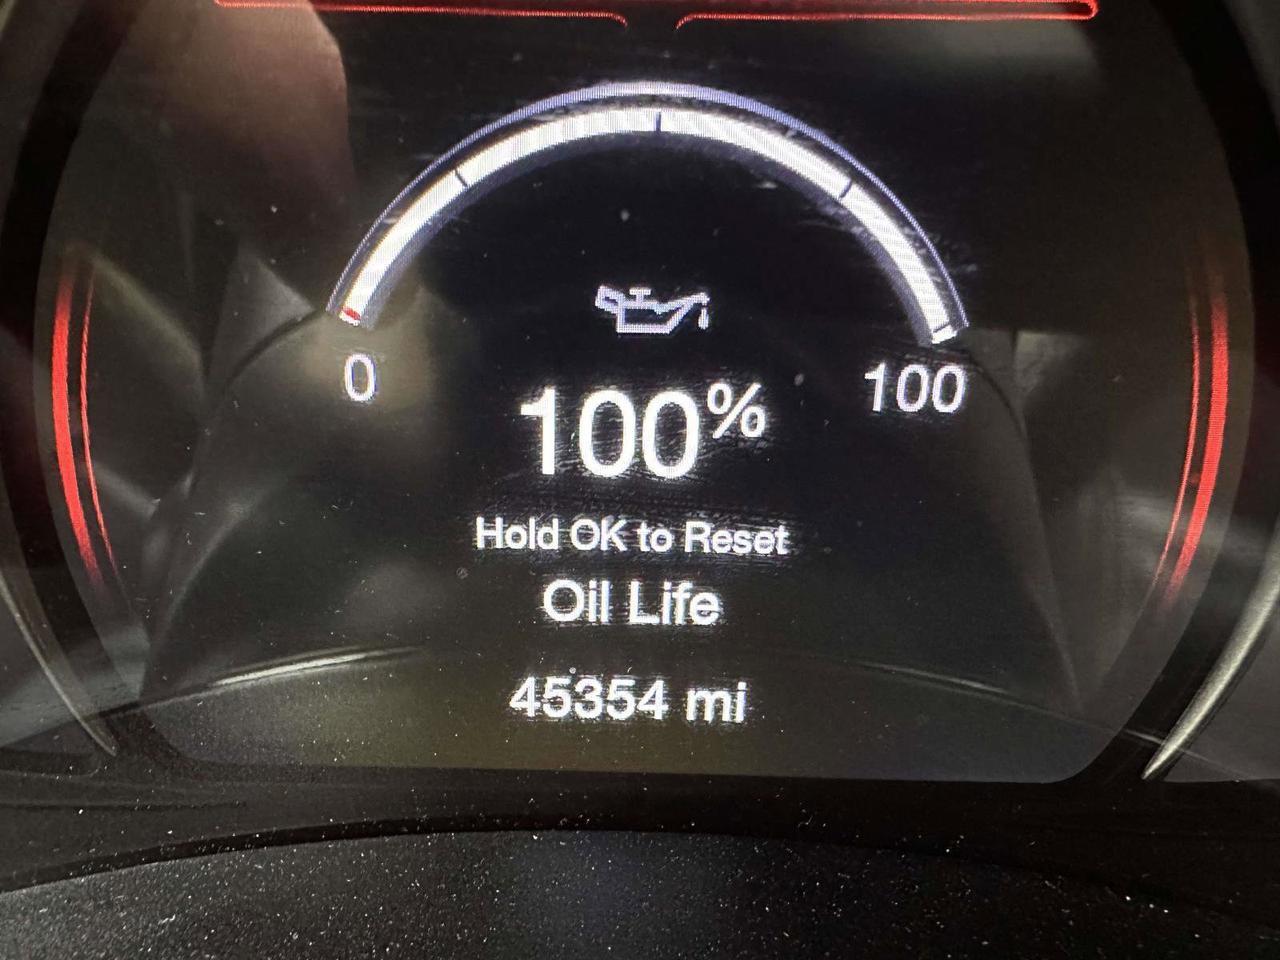 0
100
100%
Hold OK to Reset
Oil Life
45354 mi